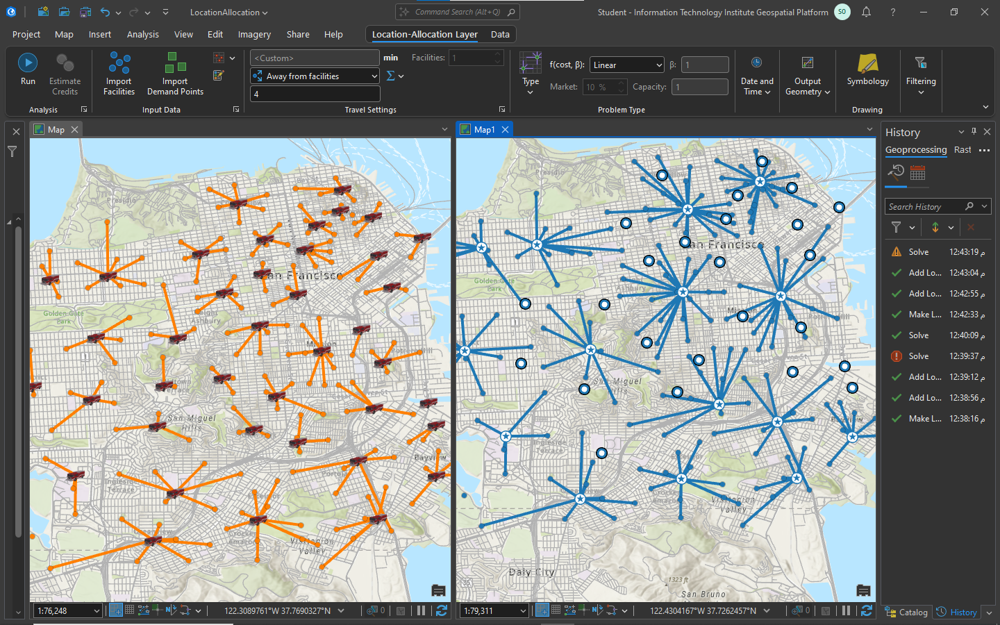 LocationAllocation
Command Search (Alt+Q)
Student - Information Technology Institute Geospatial Platform
SO
?
Project
Map
Insert
Analysis
View
Edit
Imagery
Share
Help
Location-Allocation Layer
Data
Run
Estimate Credits
Analysis
Import Facilities
Import Demand Points
Input Data
<Custom>
min
Away from facilities
4
Facilities: 1
Travel Settings
Type
f(cost, β): Linear
β: 1
Market: 10 %
Capacity: 1
Problem Type
Date and Time
Output Geometry
Symbology
Drawing
Filtering
Map
Presidio
Golden Gate Park
San Francisco
Ashbury
San Miguel Hills
Ingleside Terrace
Bayview
Visitacion Valley
1:76,248
122.3089761°W 37.7690327°N
0
Map1
Presidio
Golden Gate Park
San Francisco
Ashbury
San Miguel Hills
Ingleside Terrace
Visitacion Valley
Daly City
1323 ft
San Bruno
1:79,311
122.4304167°W 37.7262457°N
0
History
Geoprocessing
Rast
Search History
Solve 12:43:19 م
Add Lo... 12:43:04 م
Add Lo... 12:42:55 م
Make L... 12:42:33 م
Solve 12:40:09 م
Solve 12:39:37 م
Add Lo... 12:39:12 م
Add Lo... 12:38:56 م
Make L... 12:38:16 م
Catalog
History